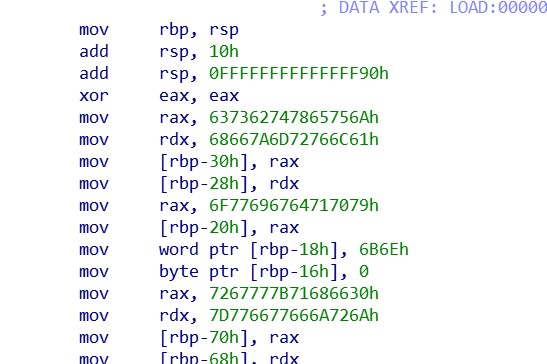 ; DATA XREF: LOAD:00000
mov rbp, rsp
add rsp, 10h
add rsp, 0FFFFFFFFFFFFFF90h
xor eax, eax
mov rax, 637362747865756Ah
mov rdx, 68667A6D72766C61h
mov [rbp-30h], rax
mov [rbp-28h], rdx
mov rax, 6F77696764717079h
mov [rbp-20h], rax
mov word ptr [rbp-18h], 6B6Eh
mov byte ptr [rbp-16h], 0
mov rax, 7267777B71686630h
mov rdx, 7D776677666A726Ah
mov [rbp-70h], rax
mov [rbp-68h], rdx